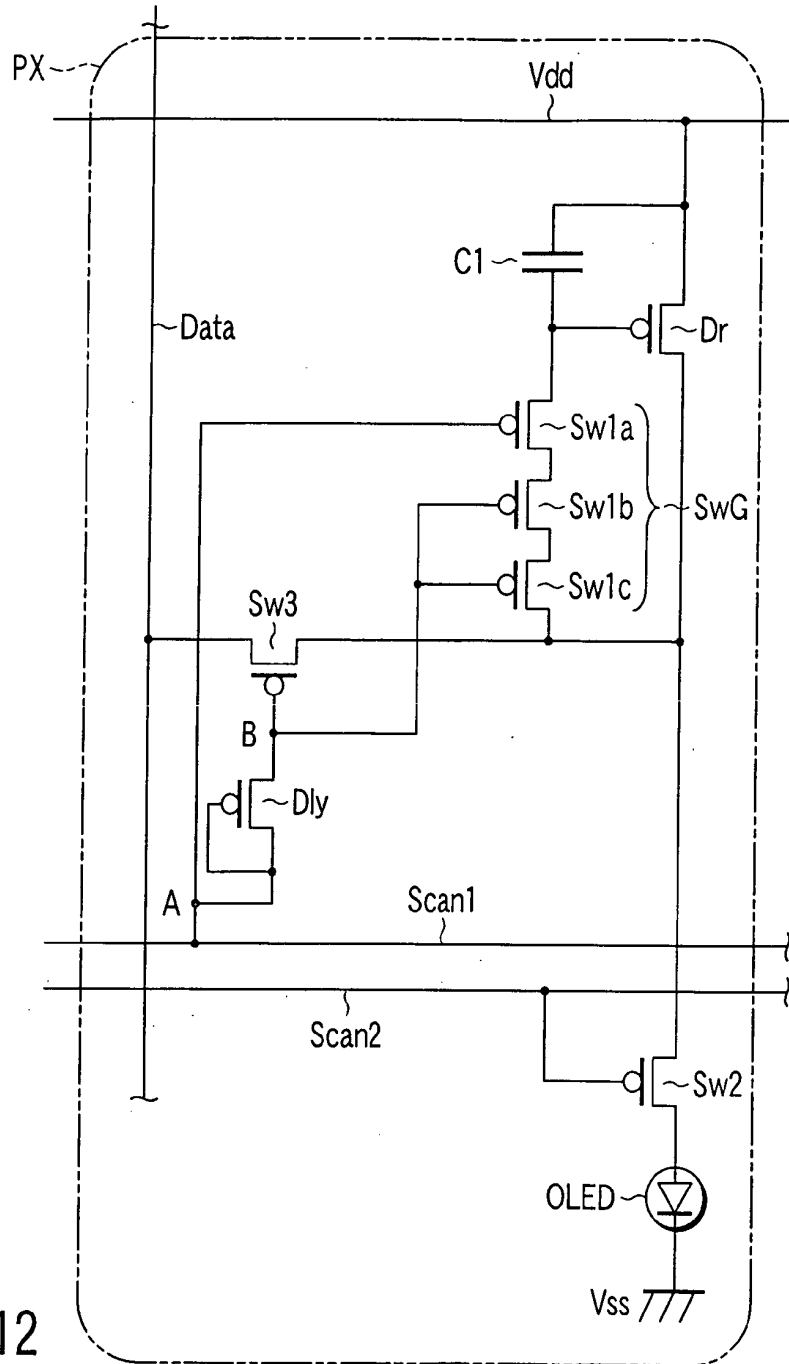 PX
Vdd
C1
Data
Dr
Sw1a
Sw1b
SwG
Sw1c
Sw3
B
Dly
A
Scan1
Scan2
Sw2
OLED
Vss
12